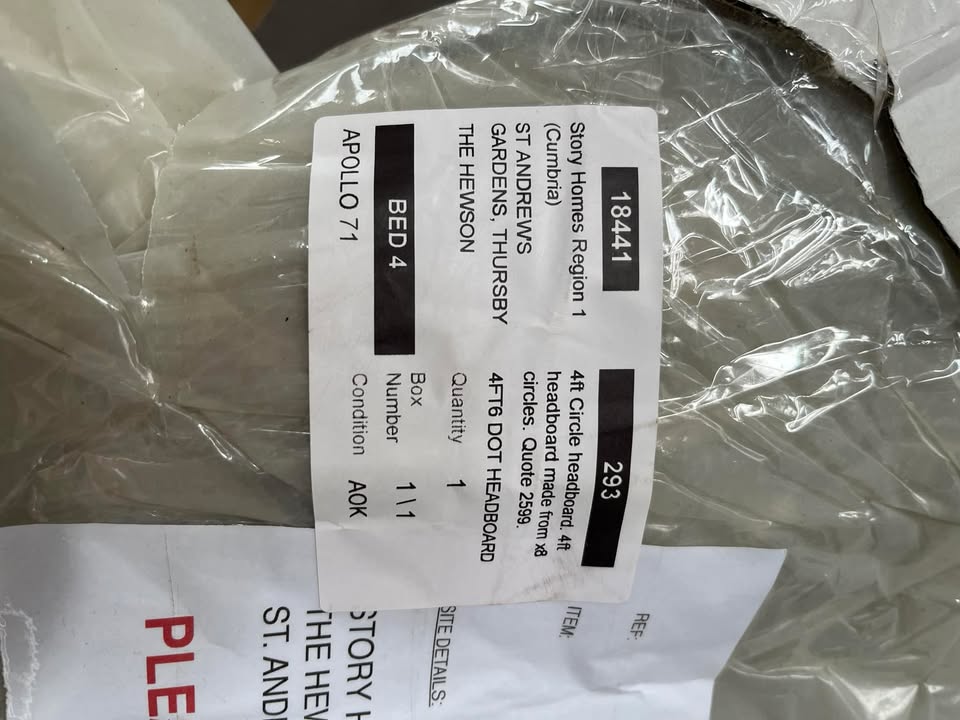 18441
Story Homes Region 1
(Cumbria)
ST ANDREWS
GARDENS, THURSBY
THE HEWSON
BED 4
APOLLO 71
293
4ft Circle headboard. 4ft
headboard made from x8
circles. Quote 2599.
4FT6 DOT HEADBOARD
Quantity 1
Box
Number 1\1
Condition AOK
REF:
ITEM:
SITE DETAILS:
STORY H
THE HEW
ST. AND
PLE